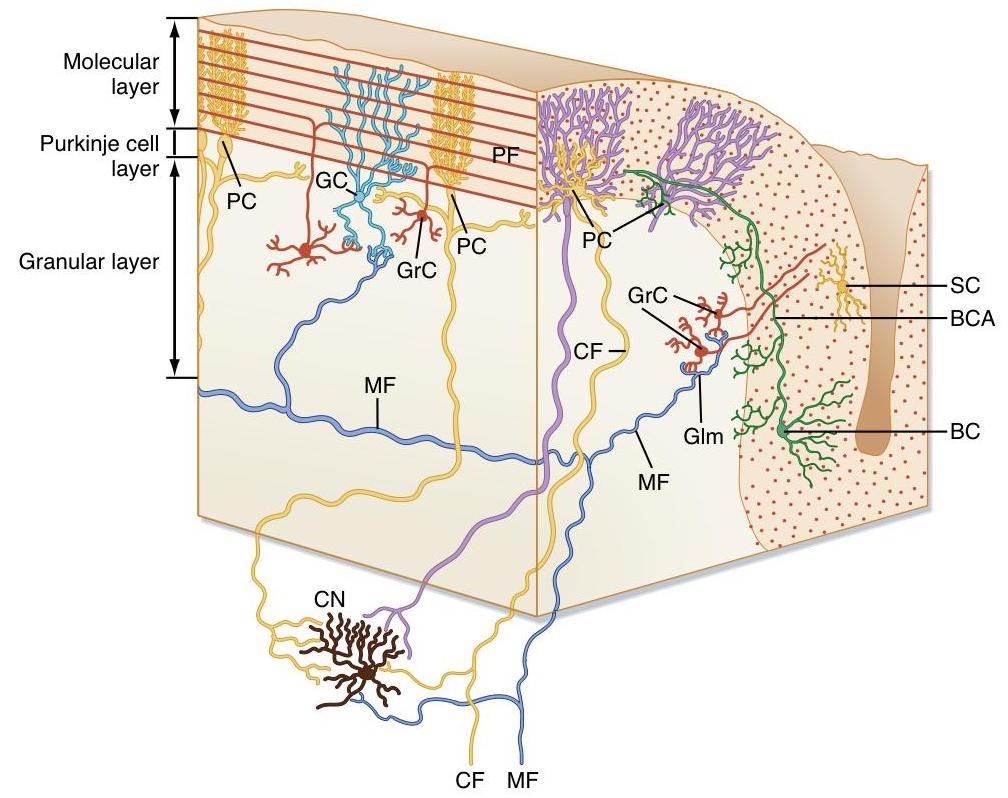 Molecular
layer
Purkinje cell
layer
Granular layer
PC
GC
GrC
PC
PF
PC
GrC
CF
Glm
MF
MF
SC
BCA
BC
CN
CF
MF